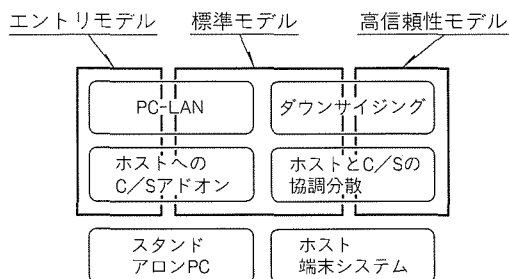 エントリモデル 標準モデル 高信頼性モデル
PC-LAN ダウンサイジング
ホストへの
C/Sアドオン
ホストとC/Sの
協調分散
スタンド
アロンPC
ホスト
端末システム